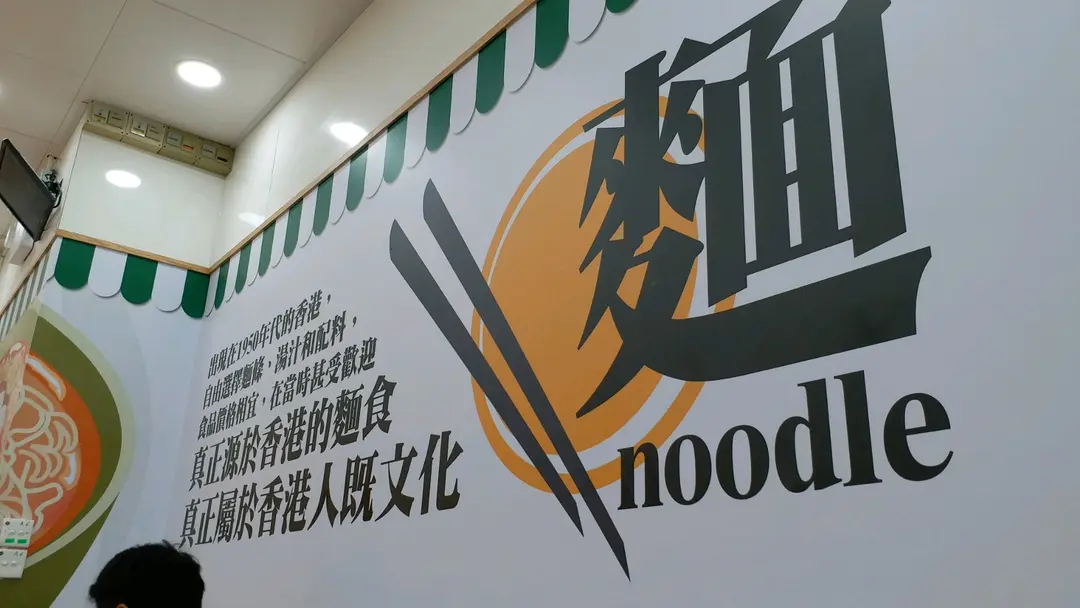 出現在1950年代的香港，
自由選擇麵條、湯汁和配料，
食品價格相宜，在當時甚受歡迎
真正源於香港的麵食
真正屬於香港人既文化
麵
noodle